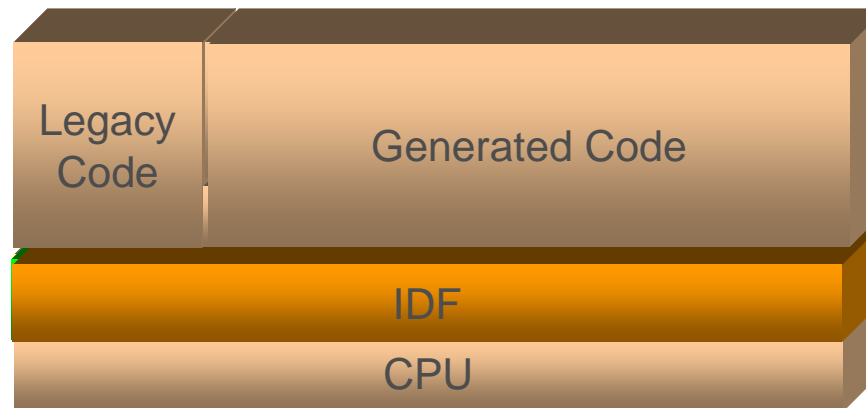 Legacy
Code
Generated Code
IDF
CPU